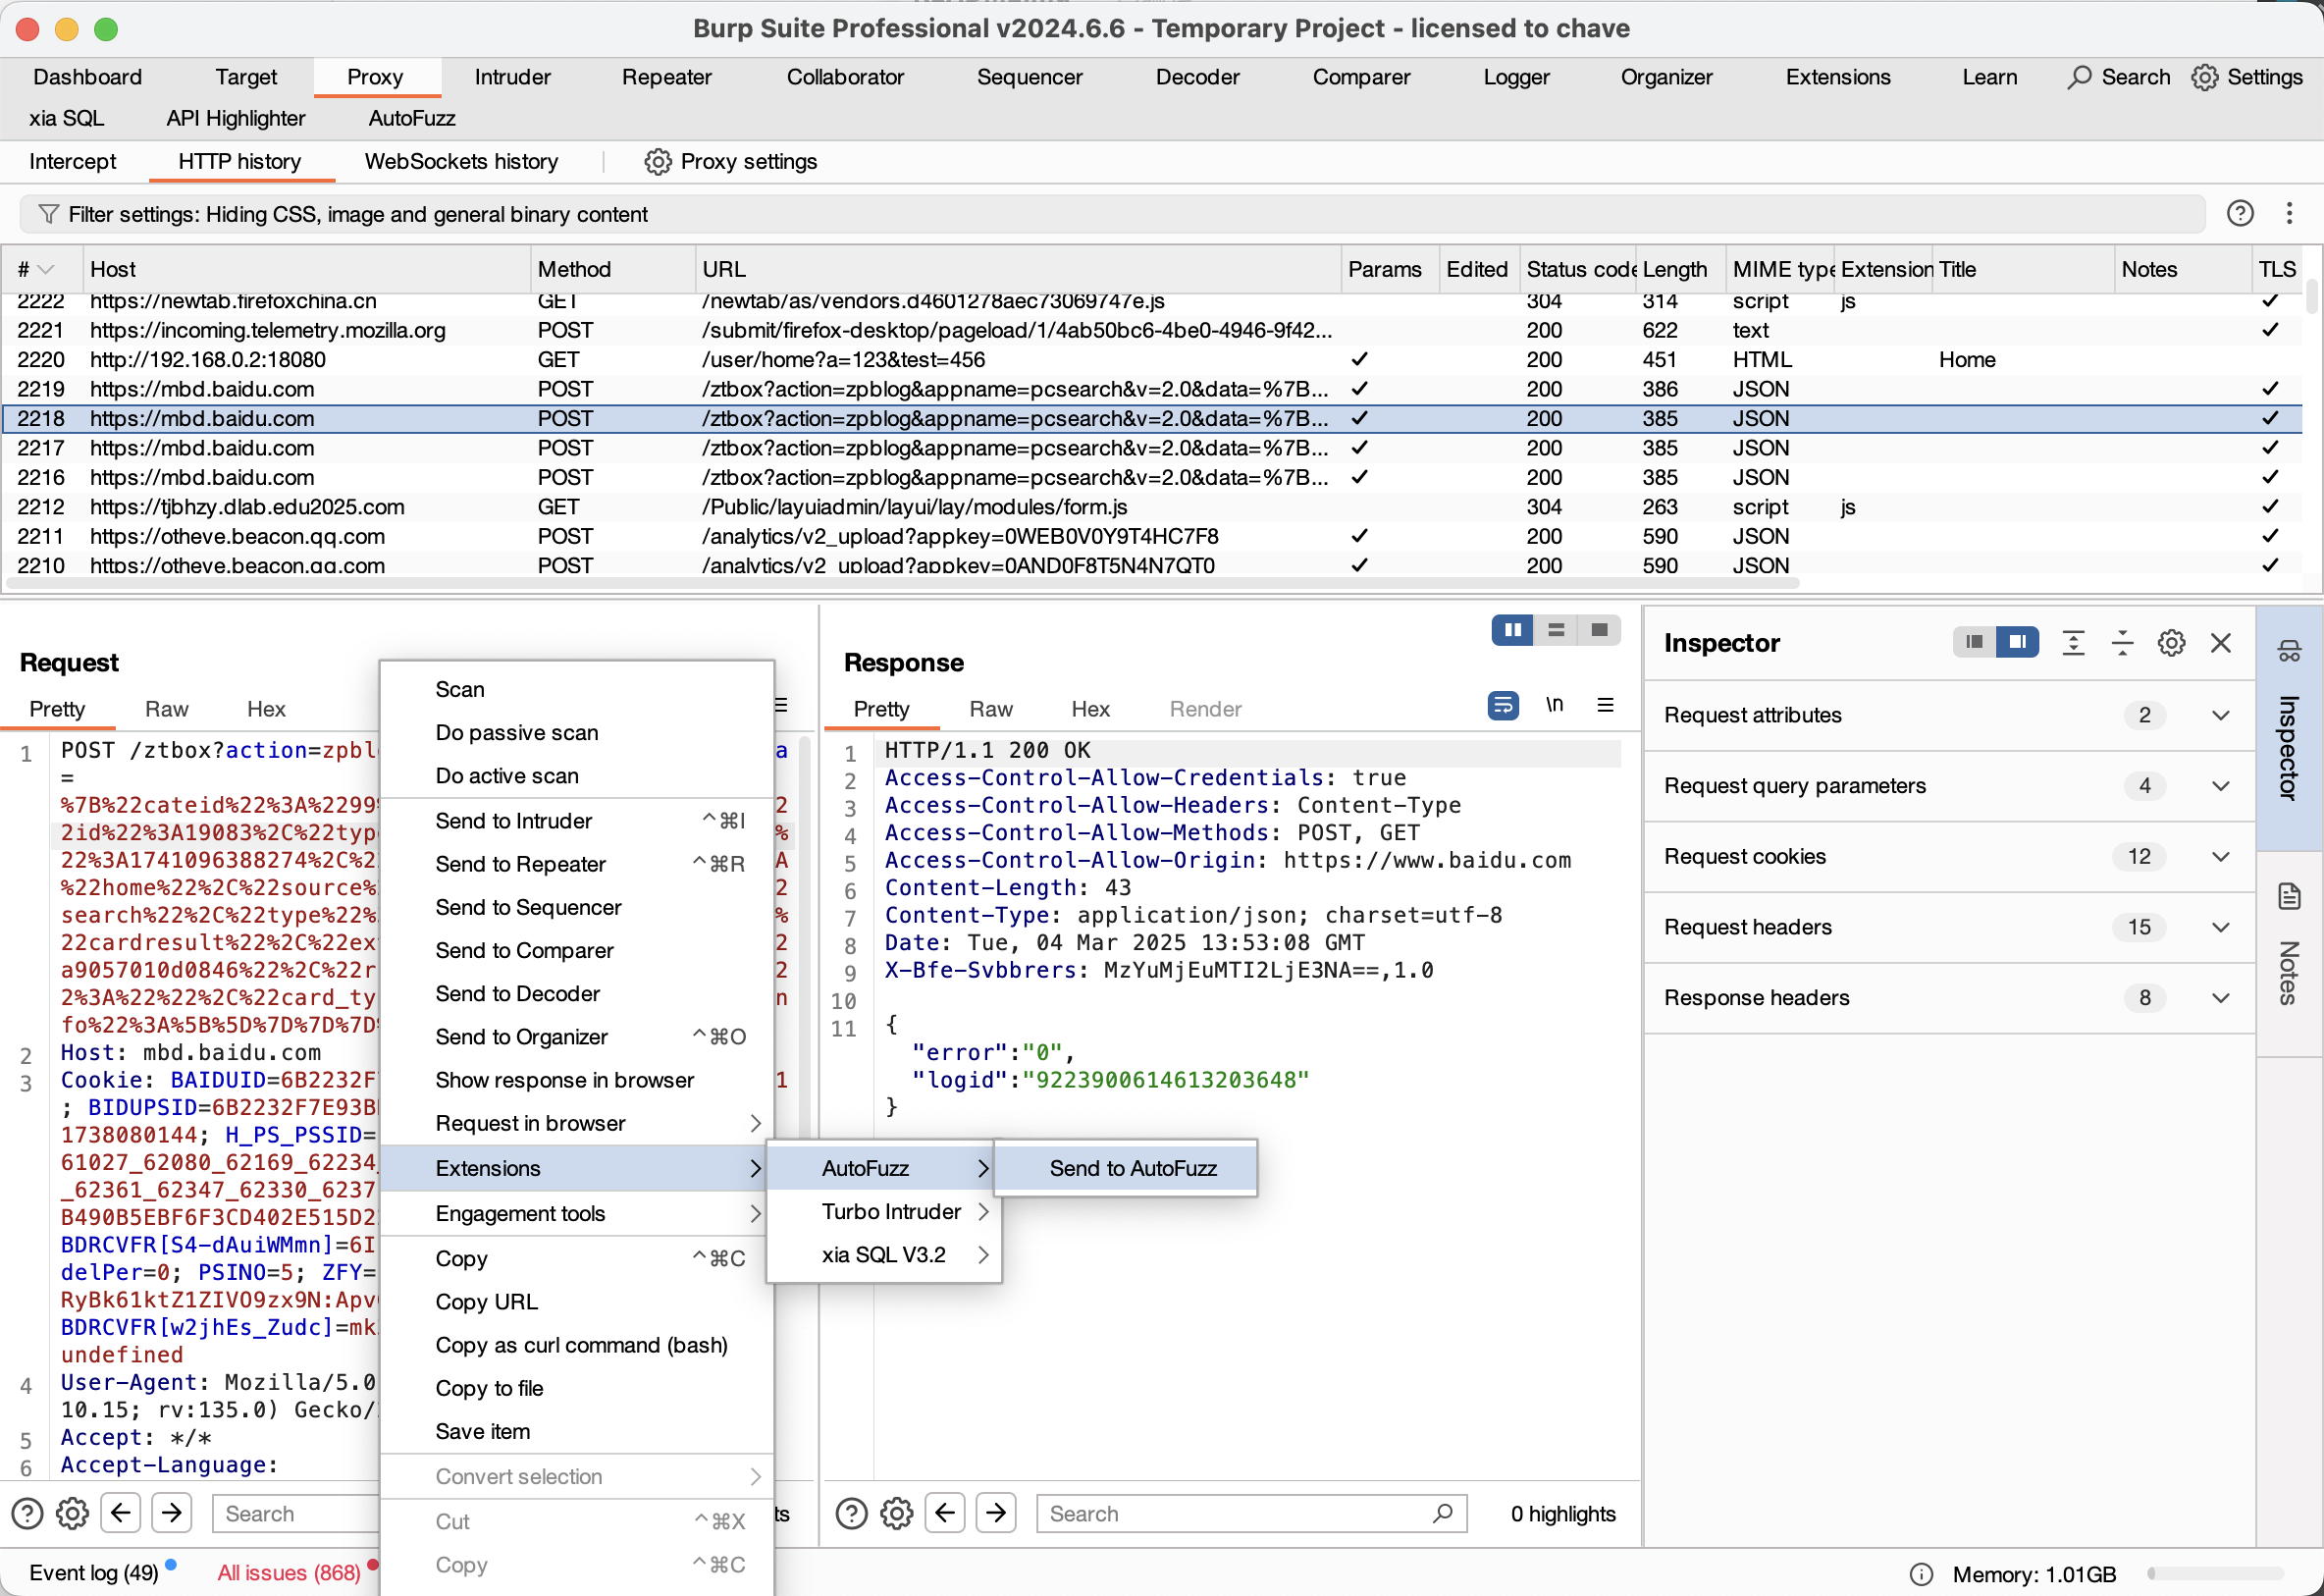 Burp Suite Professional v2024.6.6 - Temporary Project - licensed to chave
Dashboard Target Proxy Intruder Repeater Collaborator Sequencer Decoder Comparer Logger Organizer Extensions Learn Search Settings
xia SQL API Highlighter AutoFuzz
Intercept HTTP history WebSockets history Proxy settings
Filter settings: Hiding CSS, image and general binary content
# Host Method URL Params Edited Status code Length MIME type Extension Title Notes TLS
2222 https://newtab.firefoxchina.cn GET /newtab/as/vendors.d4601278aec73069747e.js 304 314 script js ✓
2221 https://incoming.telemetry.mozilla.org POST /submit/firefox-desktop/pageload/1/4ab50bc6-4be0-4946-9f42... 200 622 text ✓
2220 http://192.168.0.2:18080 GET /user/home?a=123&test=456 ✓ 200 451 HTML Home
2219 https://mbd.baidu.com POST /ztbox?action=zpblog&appname=pcsearch&v=2.0&data=%7B... ✓ 200 386 JSON ✓
2218 https://mbd.baidu.com POST /ztbox?action=zpblog&appname=pcsearch&v=2.0&data=%7B... ✓ 200 385 JSON ✓
2217 https://mbd.baidu.com POST /ztbox?action=zpblog&appname=pcsearch&v=2.0&data=%7B... ✓ 200 385 JSON ✓
2216 https://mbd.baidu.com POST /ztbox?action=zpblog&appname=pcsearch&v=2.0&data=%7B... ✓ 200 385 JSON ✓
2212 https://tjbhzy.dlab.edu2025.com GET /Public/layuiadmin/layui/lay/modules/form.js 304 263 script js ✓
2211 https://otheve.beacon.qq.com POST /analytics/v2_upload?appkey=0WEB0V0Y9T4HC7F8 ✓ 200 590 JSON ✓
2210 https://otheve.beacon.qq.com POST /analytics/v2_upload?appkey=0AND0F8T5N4N7QT0 ✓ 200 590 JSON ✓
Request
Pretty Raw Hex
1 POST /ztbox?action=zpbl a
=
%7B%22cateid%22%3A%2299 2
2id%22%3A19083%2C%22typ %
22%3A1741096388274%2C%2 A
%22home%22%2C%22source% 2
search%22%2C%22type%22% %
22cardresult%22%2C%22ex 2
a9057010d0846%22%2C%22r 2
2%3A%22%22%2C%22card_ty n
fo%22%3A%5B%5D%7D%7D%7D
2 Host: mbd.baidu.com
3 Cookie: BAIDUID=6B2232F 1
; BIDUPSID=6B2232F7E93B
1738080144; H_PS_PSSID=
61027_62080_62169_62234
_62361_62347_62330_6237
B490B5EBF6F3CD402E515D2
BDRCVFR[S4-dAuiWMmn]=6I
delPer=0; PSINO=5; ZFY=
RyBk61ktZ1ZIVO9zx9N:Apv
BDRCVFR[w2jhEs_Zudc]=mk
undefined
4 User-Agent: Mozilla/5.0
10.15; rv:135.0) Gecko/
5 Accept: */*
6 Accept-Language:
Search ts
Scan
Do passive scan
Do active scan
Send to Intruder ^⌘I
Send to Repeater ^⌘R
Send to Sequencer
Send to Comparer
Send to Decoder
Send to Organizer ^⌘O
Show response in browser
Request in browser
Extensions
Engagement tools
Copy ^⌘C
Copy URL
Copy as curl command (bash)
Copy to file
Save item
Convert selection
Cut ^⌘X
Copy ^⌘C
AutoFuzz
Turbo Intruder
xia SQL V3.2
Send to AutoFuzz
Response
Pretty Raw Hex Render \n
1 HTTP/1.1 200 OK
2 Access-Control-Allow-Credentials: true
3 Access-Control-Allow-Headers: Content-Type
4 Access-Control-Allow-Methods: POST, GET
5 Access-Control-Allow-Origin: https://www.baidu.com
6 Content-Length: 43
7 Content-Type: application/json; charset=utf-8
8 Date: Tue, 04 Mar 2025 13:53:08 GMT
9 X-Bfe-Svbbrers: MzYuMjEuMTI2LjE3NA==,1.0
10
11 {
"error":"0",
"logid":"9223900614613203648"
}
Search 0 highlights
Inspector
Request attributes 2
Request query parameters 4
Request cookies 12
Request headers 15
Response headers 8
Inspector
Notes
Event log (49) All issues (868) Memory: 1.01GB